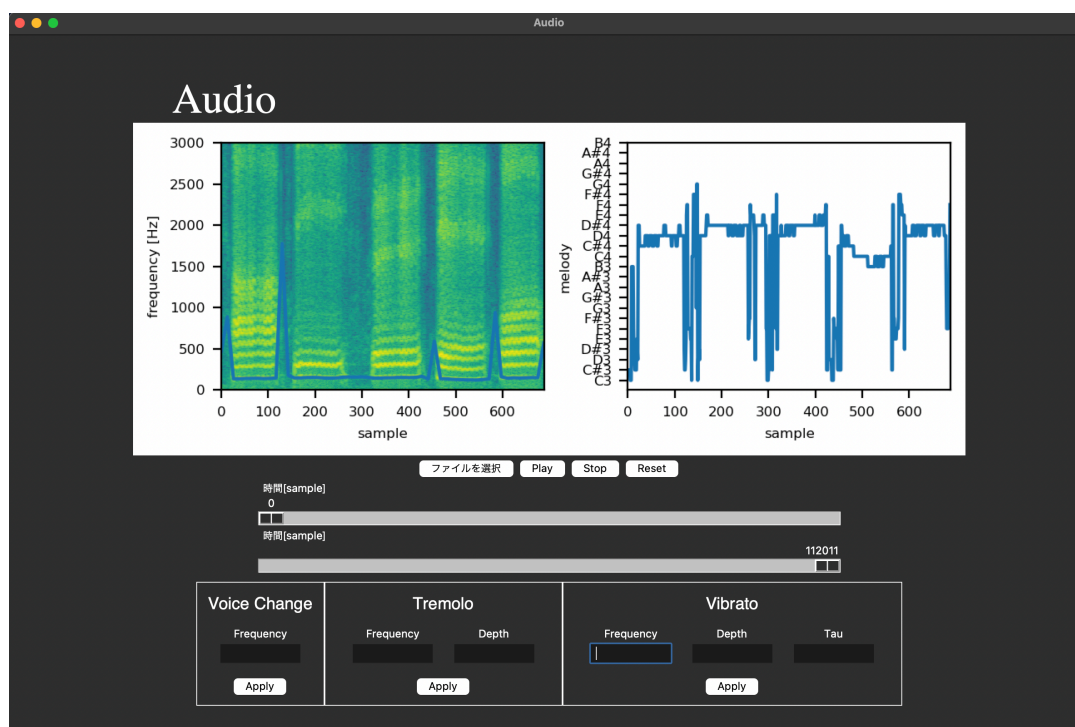 Audio
Audio
3000
2500
2000
1500
1000
500
0
frequency [Hz]
0 100 200 300 400 500 600
sample
B4
A#4
A4
G#4
G4
F#4
F4
E4
D#4
D4
C#4
C4
B3
A#3
A3
G#3
G3
F#3
F3
E3
D#3
D3
C#3
C3
melody
0 100 200 300 400 500 600
sample
ファイルを選択 Play Stop Reset
時間[sample]
0
時間[sample]
112011
Voice Change Tremolo Vibrato
Frequency Frequency Depth Frequency Depth Tau
Apply Apply Apply